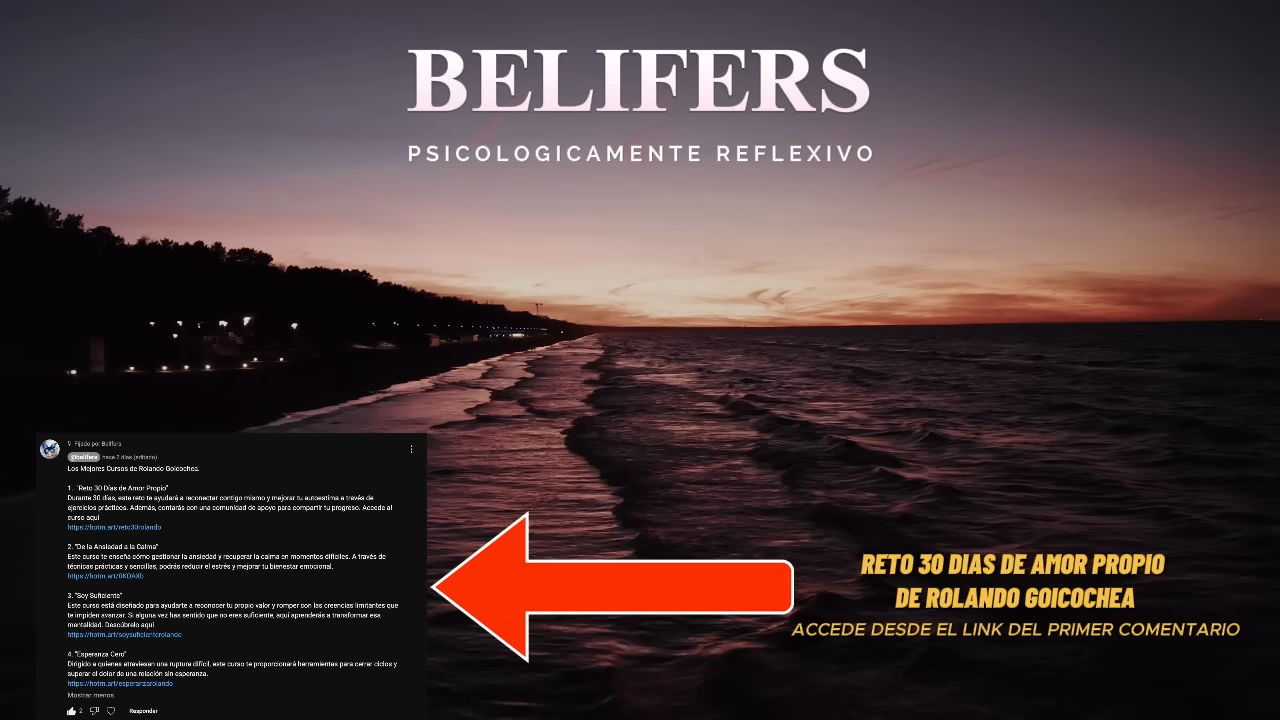 BELIFERS
PSICOLOGICAMENTE REFLEXIVO
Fijado por Belifers
@belifers hace 2 días (editado)
Los Mejores Cursos de Rolando Goicochea.
1. "Reto 30 Días de Amor Propio"
Durante 30 días, este reto te ayudará a reconectar contigo mismo y mejorar tu autoestima a través de
ejercicios prácticos. Además, contarás con una comunidad de apoyo para compartir tu progreso. Accede al
curso aquí
https://hotm.art/reto30rolando
2. "De la Ansiedad a la Calma"
Este curso te enseña cómo gestionar la ansiedad y recuperar la calma en momentos difíciles. A través de
técnicas prácticas y sencillas, podrás reducir el estrés y mejorar tu bienestar emocional.
https://hotm.art/0KOAXb
3. "Soy Suficiente"
Este curso está diseñado para ayudarte a reconocer tu propio valor y romper con las creencias limitantes que
te impiden avanzar. Si alguna vez has sentido que no eres suficiente, aquí aprenderás a transformar esa
mentalidad. Descúbrelo aquí
https://hotm.art/soysuficienterolando
4. "Esperanza Cero"
Dirigido a quienes atraviesan una ruptura difícil, este curso te proporcionará herramientas para cerrar ciclos y
superar el dolor de una relación sin esperanza.
https://hotm.art/esperanzarolando
Mostrar menos
2 Responder
RETO 30 DIAS DE AMOR PROPIO
DE ROLANDO GOICOCHEA
ACCEDE DESDE EL LINK DEL PRIMER COMENTARIO